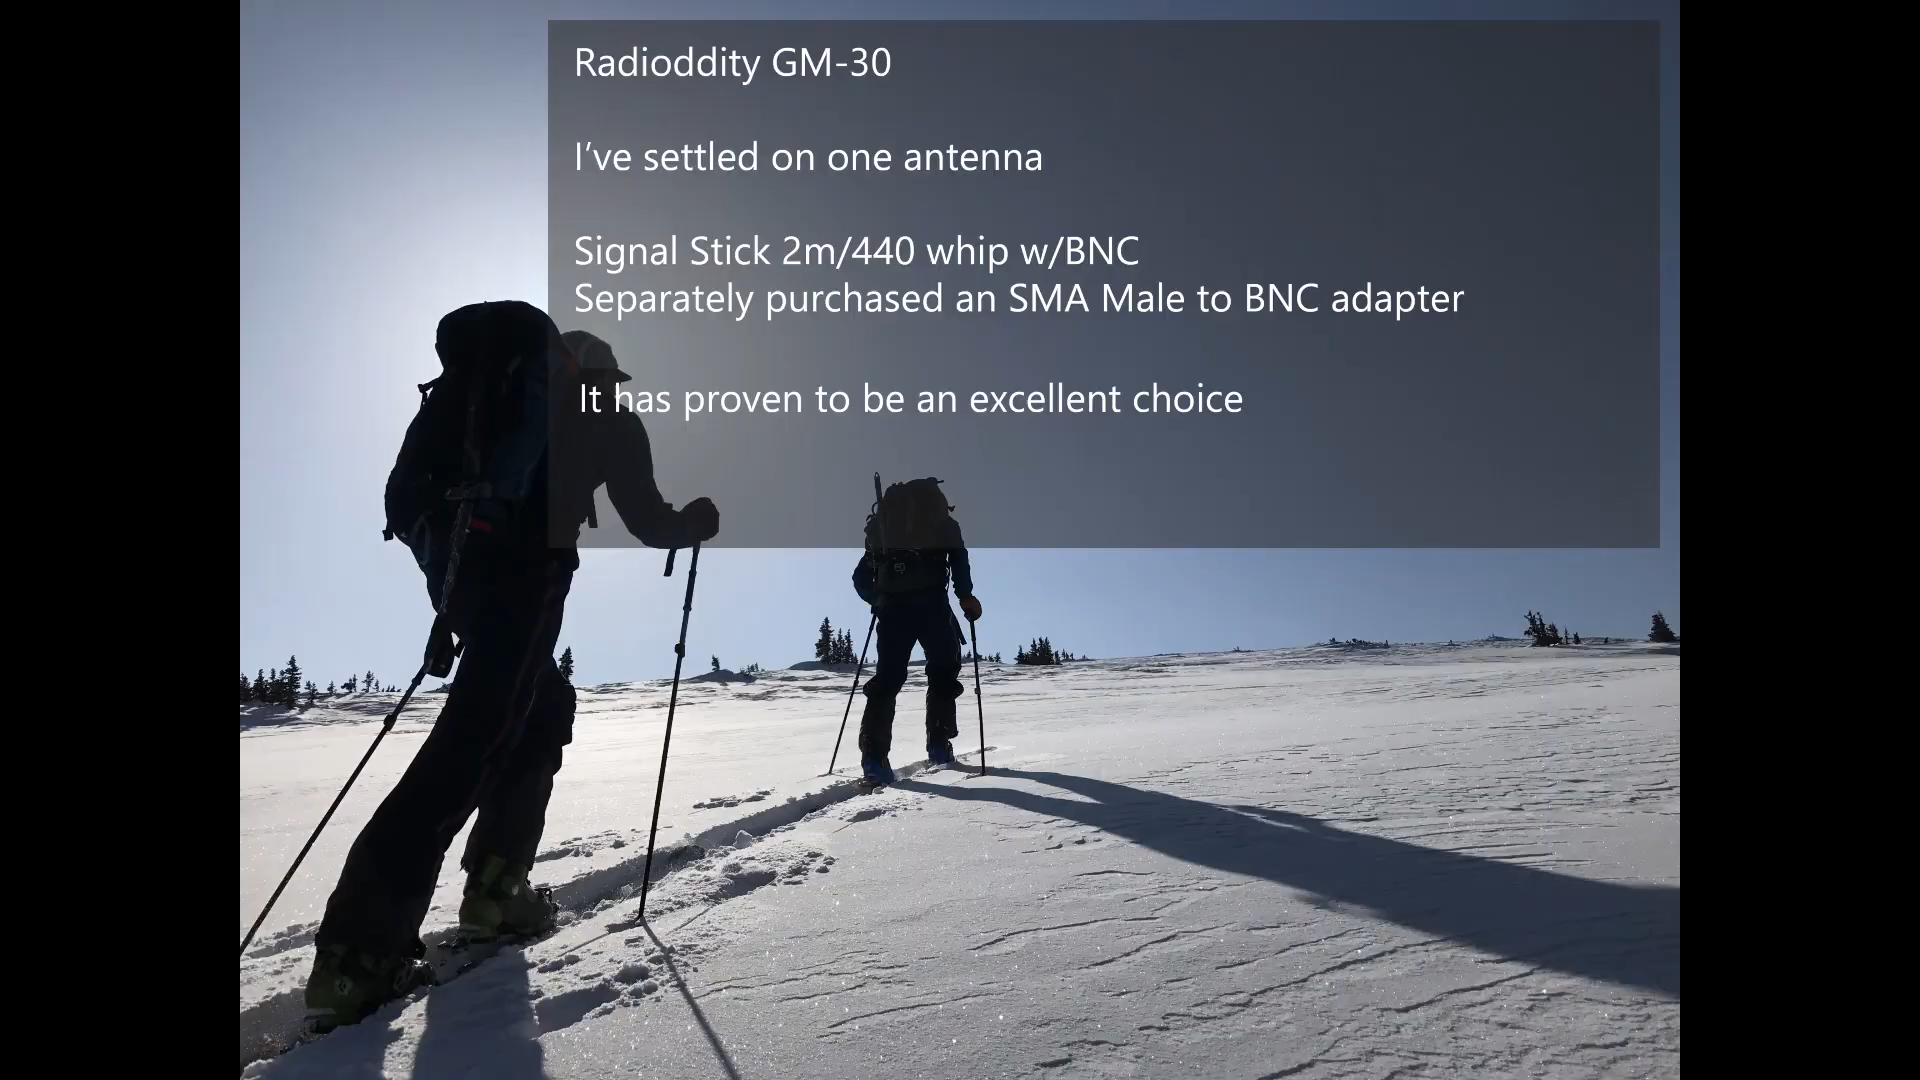 Radioddity GM-30
I’ve settled on one antenna
Signal Stick 2m/440 whip w/BNC
Separately purchased an SMA Male to BNC adapter
It has proven to be an excellent choice